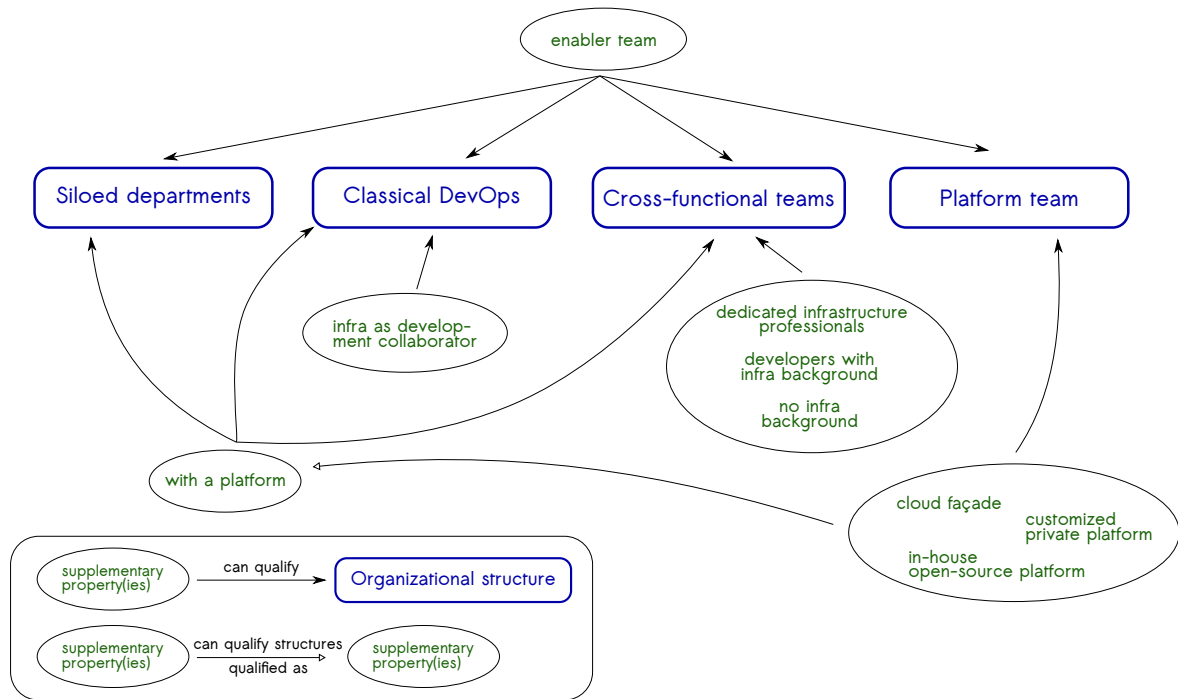 enabler team
Siloed departments
Classical DevOps
Cross-functional teams
Platform team
infra as develop-
ment collaborator
dedicated infrastructure
professionals
developers with
infra background
no infra
background
with a platform
cloud façade
customized
private platform
in-house
open-source platform
supplementary
property(ies)
can qualify
Organizational structure
supplementary
property(ies)
can qualify structures
qualified as
supplementary
property(ies)